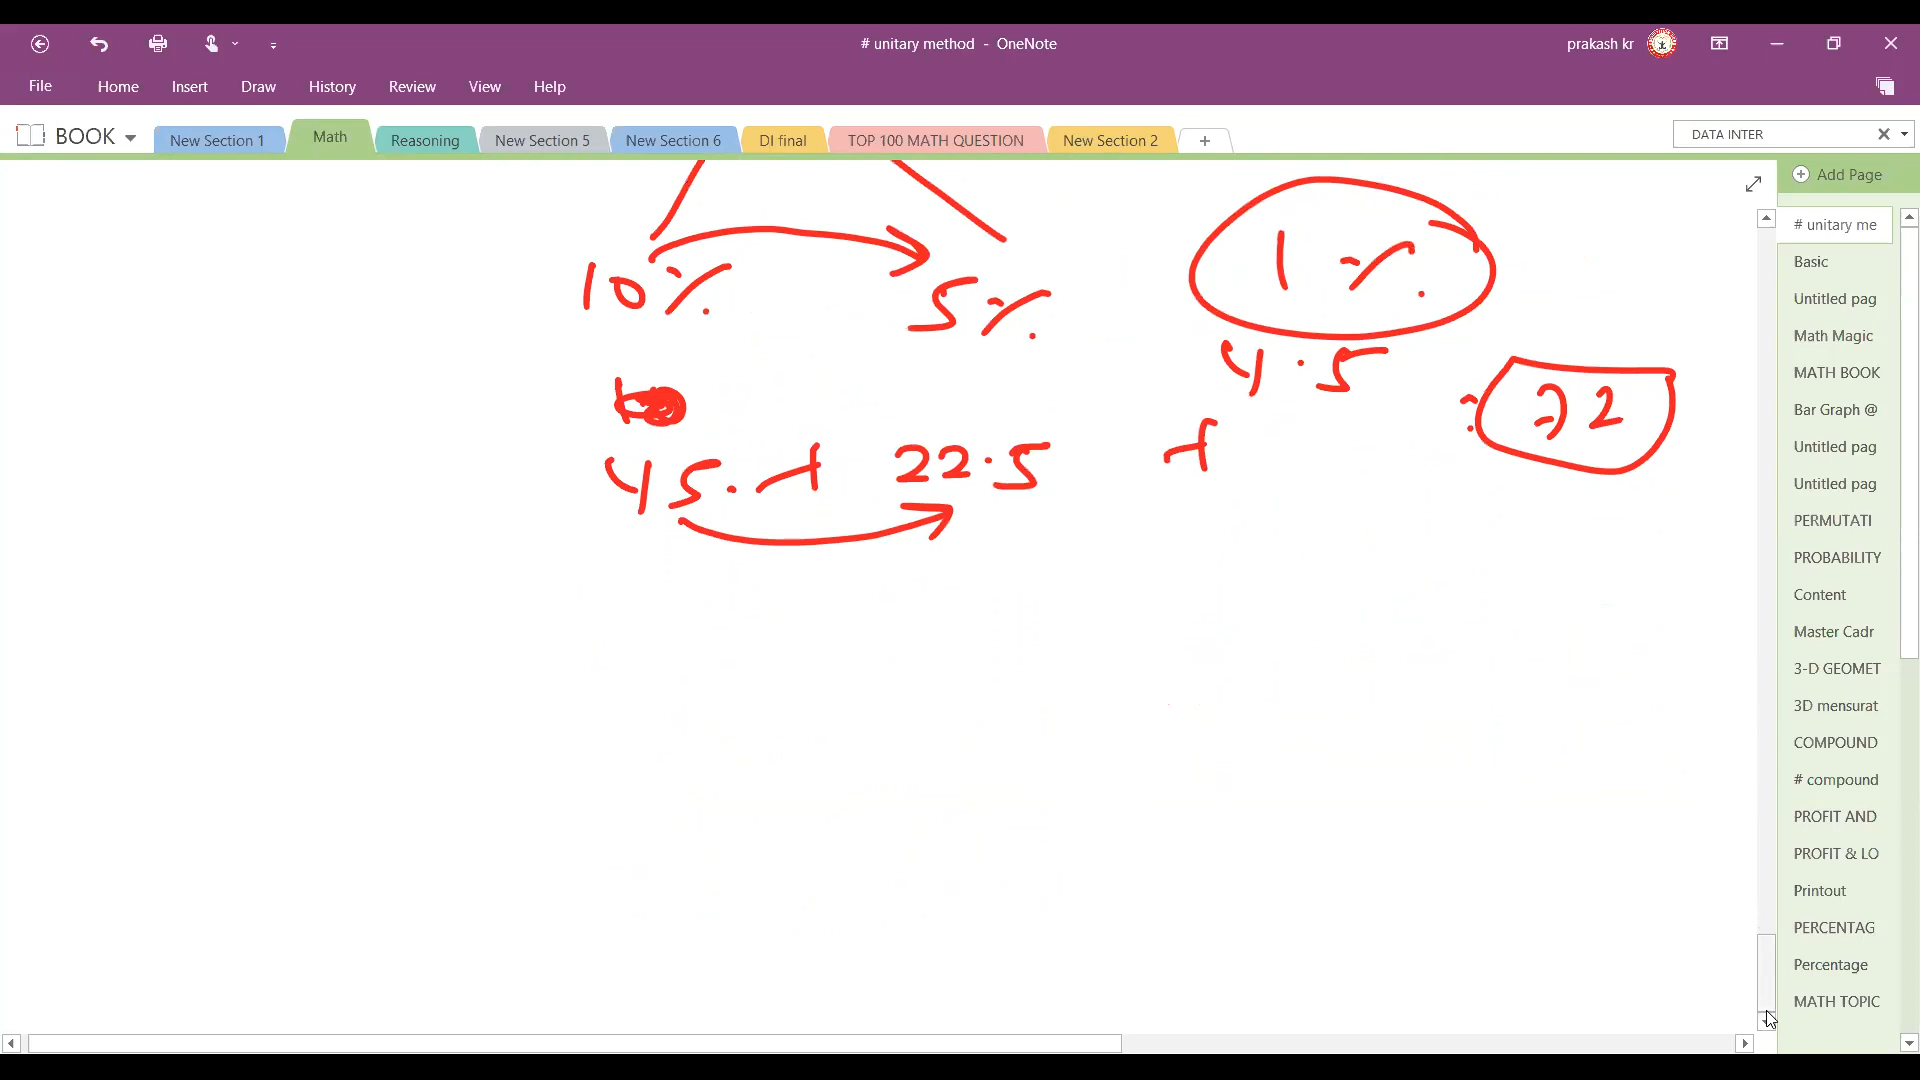 # unitary method - OneNote
prakash kr
File Home Insert Draw History Review View Help
BOOK New Section 1 Math Reasoning New Section 5 New Section 6 DI final TOP 100 MATH QUESTION New Section 2 +
DATA INTER
Add Page
# unitary me
Basic
Untitled pag
Math Magic
MATH BOOK
Bar Graph @
Untitled pag
Untitled pag
PERMUTATI
PROBABILITY
Content
Master Cadr
3-D GEOMET
3D mensurat
COMPOUND
# compound
PROFIT AND
PROFIT & LO
Printout
PERCENTAG
Percentage
MATH TOPIC
10% 5% 1%
4.5
45. + 22.5 +